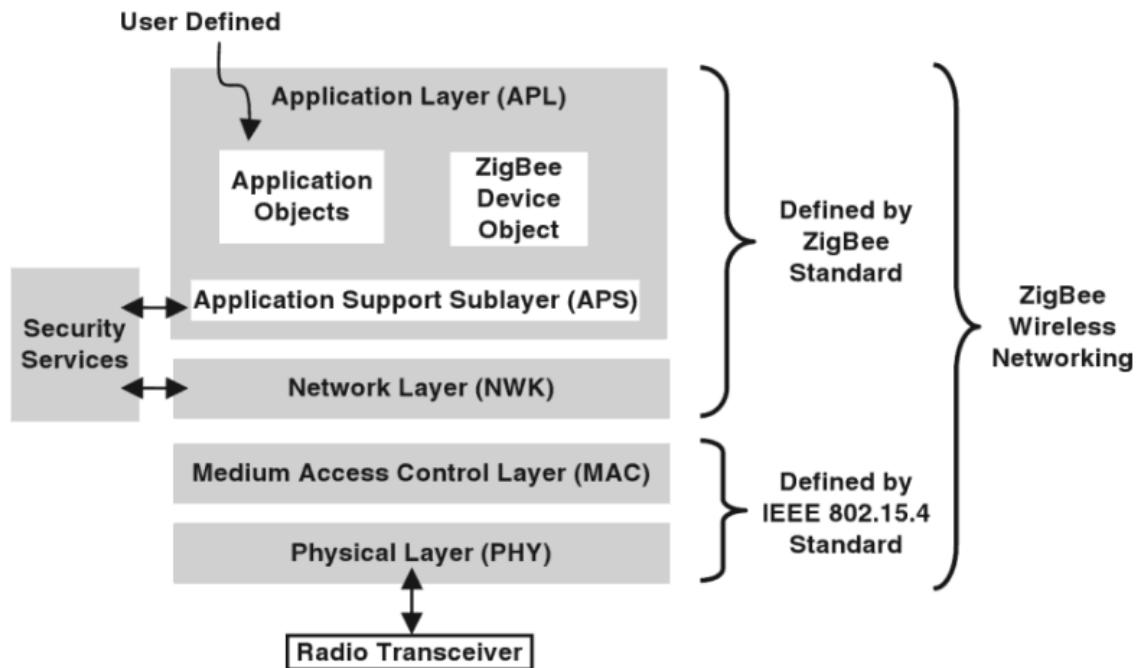 User Defined
Application Layer (APL)
Application
Objects
ZigBee
Device
Object
Application Support Sublayer (APS)
Security
Services
Network Layer (NWK)
Medium Access Control Layer (MAC)
Physical Layer (PHY)
Radio Transceiver
Defined by
ZigBee
Standard
Defined by
IEEE 802.15.4
Standard
ZigBee
Wireless
Networking